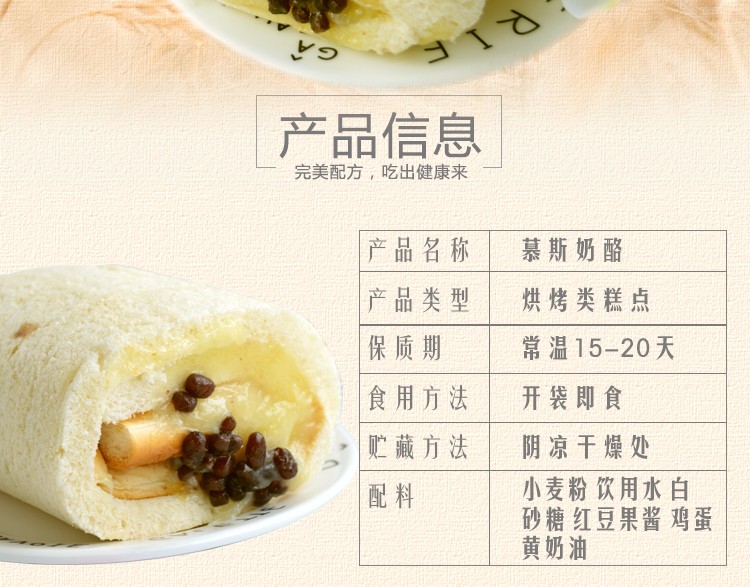 RIE
GÂ
产品信息
完美配方，吃出健康来
产品名称 慕斯奶酪
产品类型 烘烤类糕点
保质期 常温15-20天
食用方法 开袋即食
贮藏方法 阴凉干燥处
配料 小麦粉 饮用水 白
砂糖 红豆果酱 鸡蛋
黄奶油